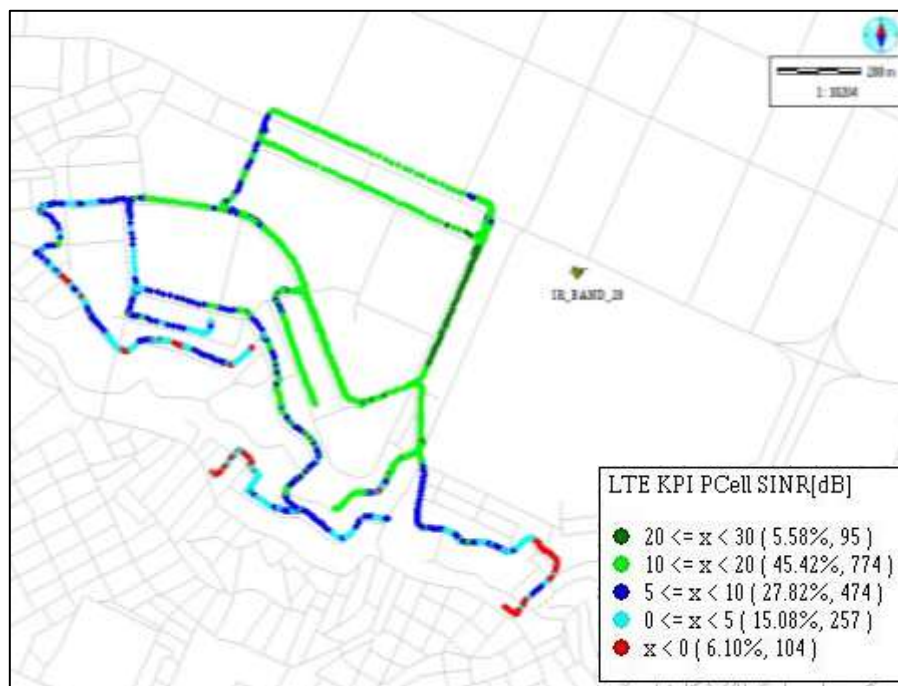 LTE KPI PCell SINR[dB]
20 <= x < 30 ( 5.58%, 95 )
10 <= x < 20 ( 45.42%, 774 )
5 <= x < 10 ( 27.82%, 474 )
0 <= x < 5 ( 15.08%, 257 )
x < 0 ( 6.10%, 104 )